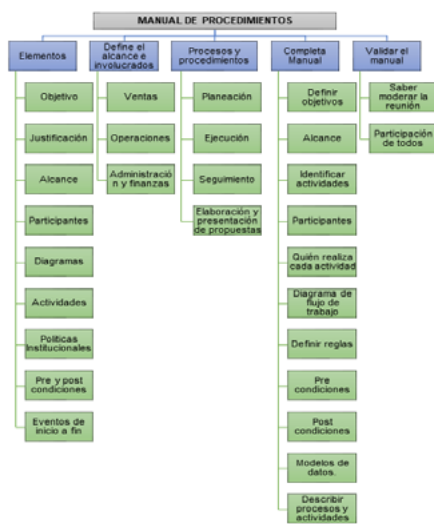 MANUAL DE PROCEDIMIENTOS
Elementos
Objetivo
Justificación
Alcance
Participantes
Diagramas
Actividades
Políticas
Institucionales
Pre y post
condiciones
Eventos de
inicio a fin
Define el
alcance e
involucrados
Ventas
Operaciones
Administració
n y finanzas
Procesos y
procedimientos
Planeación
Ejecución
Seguimiento
Elaboración y
presentación
de propuestas
Completa
Manual
Definir
objetivos
Alcance
Identificar
actividades
Participantes
Quién realiza
cada actividad
Diagrama de
flujo de
trabajo
Definir reglas
Pre
condiciones
Post
condiciones
Modelos de
datos.
Describir
procesos y
actividades
Validar el
manual
Saber
moderar la
reunión
Participación
de todos